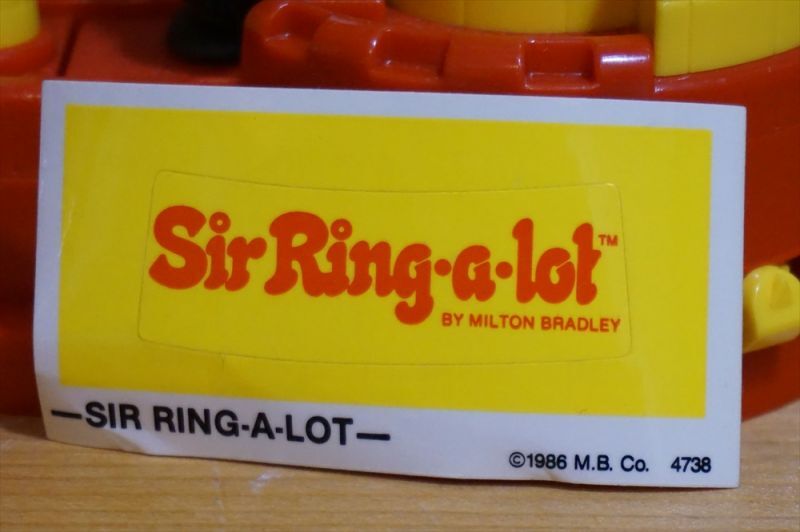 Sir Ring-a-lot™
BY MILTON BRADLEY
—SIR RING-A-LOT—
©1986 M.B. Co. 4738